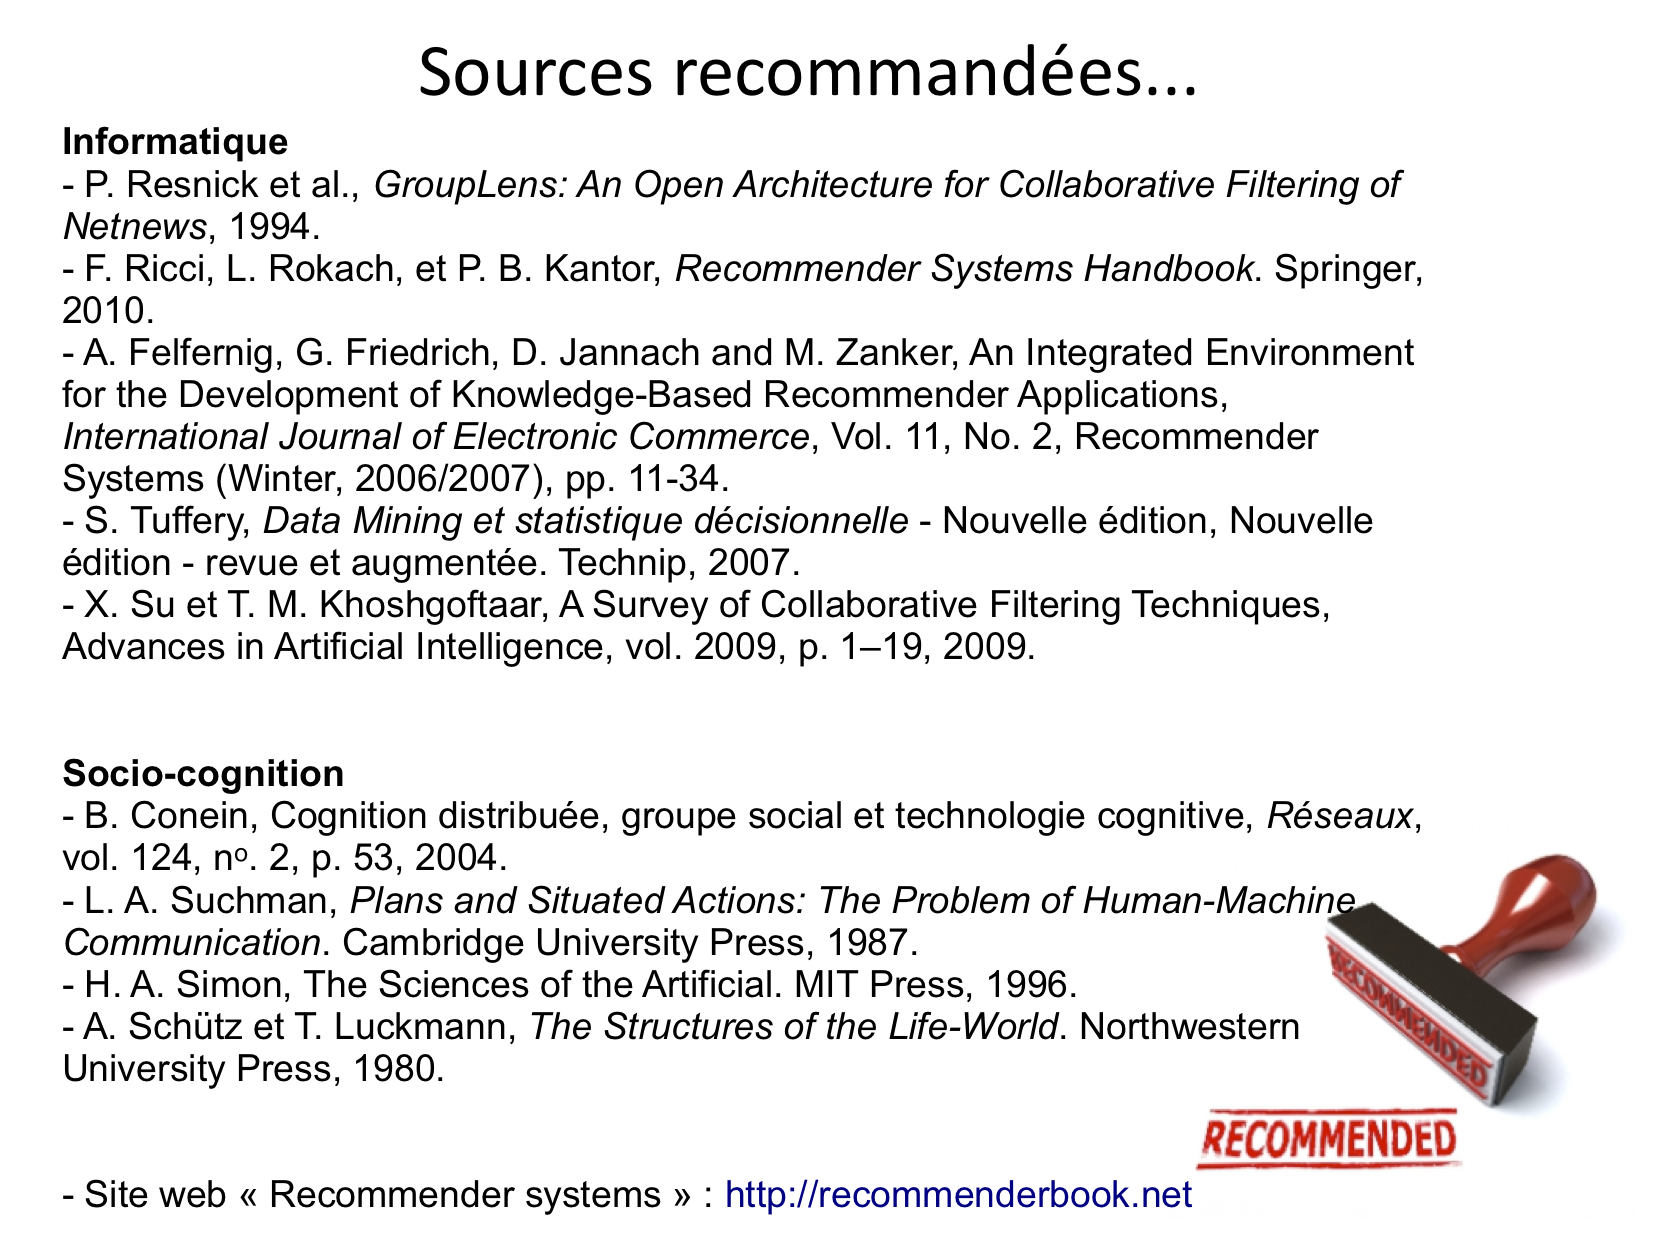 Sources recommandées...
Informatique
- P. Resnick et al., GroupLens: An Open Architecture for Collaborative Filtering of
Netnews, 1994.
- F. Ricci, L. Rokach, et P. B. Kantor, Recommender Systems Handbook. Springer,
2010.
- A. Felfernig, G. Friedrich, D. Jannach and M. Zanker, An Integrated Environment
for the Development of Knowledge-Based Recommender Applications,
International Journal of Electronic Commerce, Vol. 11, No. 2, Recommender
Systems (Winter, 2006/2007), pp. 11-34.
- S. Tuffery, Data Mining et statistique décisionnelle - Nouvelle édition, Nouvelle
édition - revue et augmentée. Technip, 2007.
- X. Su et T. M. Khoshgoftaar, A Survey of Collaborative Filtering Techniques,
Advances in Artificial Intelligence, vol. 2009, p. 1–19, 2009.
Socio-cognition
- B. Conein, Cognition distribuée, groupe social et technologie cognitive, Réseaux,
vol. 124, nº. 2, p. 53, 2004.
- L. A. Suchman, Plans and Situated Actions: The Problem of Human-Machine
Communication. Cambridge University Press, 1987.
- H. A. Simon, The Sciences of the Artificial. MIT Press, 1996.
- A. Schütz et T. Luckmann, The Structures of the Life-World. Northwestern
University Press, 1980.
RECOMMENDED
RECOMMENDED
- Site web « Recommender systems » : http://recommenderbook.net